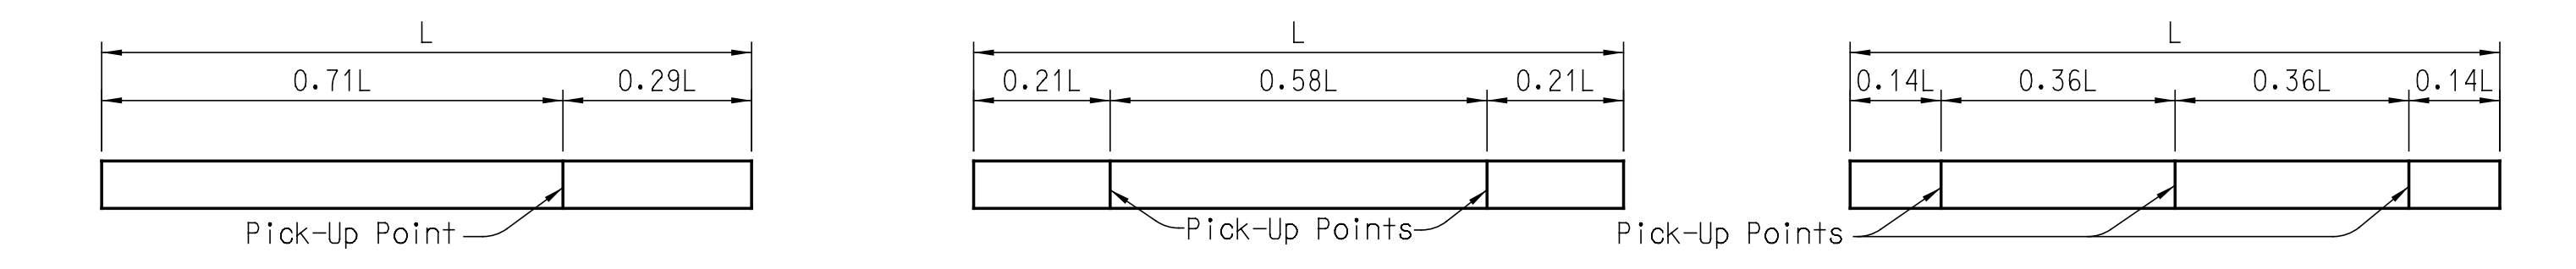 L
0.71L 0.29L
Pick-Up Point
L
0.21L 0.58L 0.21L
Pick-Up Points
L
0.14L 0.36L 0.36L 0.14L
Pick-Up Points